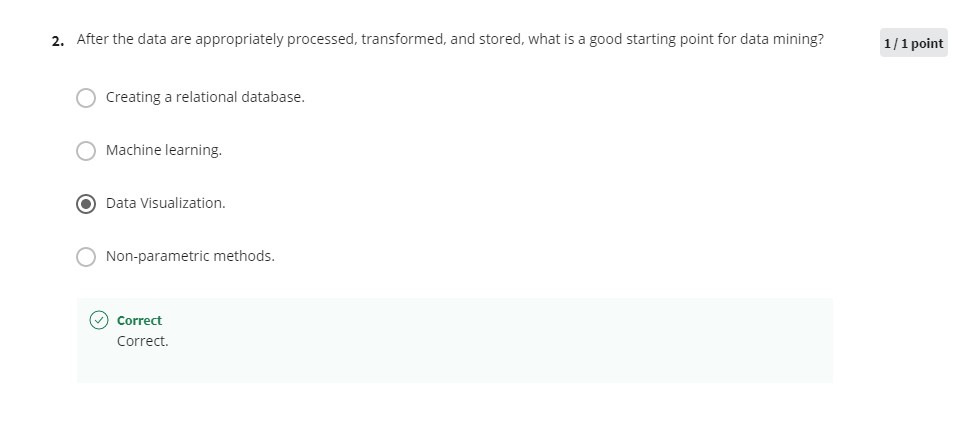 2. After the data are appropriately processed, transformed, and stored, what is a good starting point for data mining?
1 / 1 point
Creating a relational database.
Machine learning.
Data Visualization.
Non-parametric methods.
Correct
Correct.